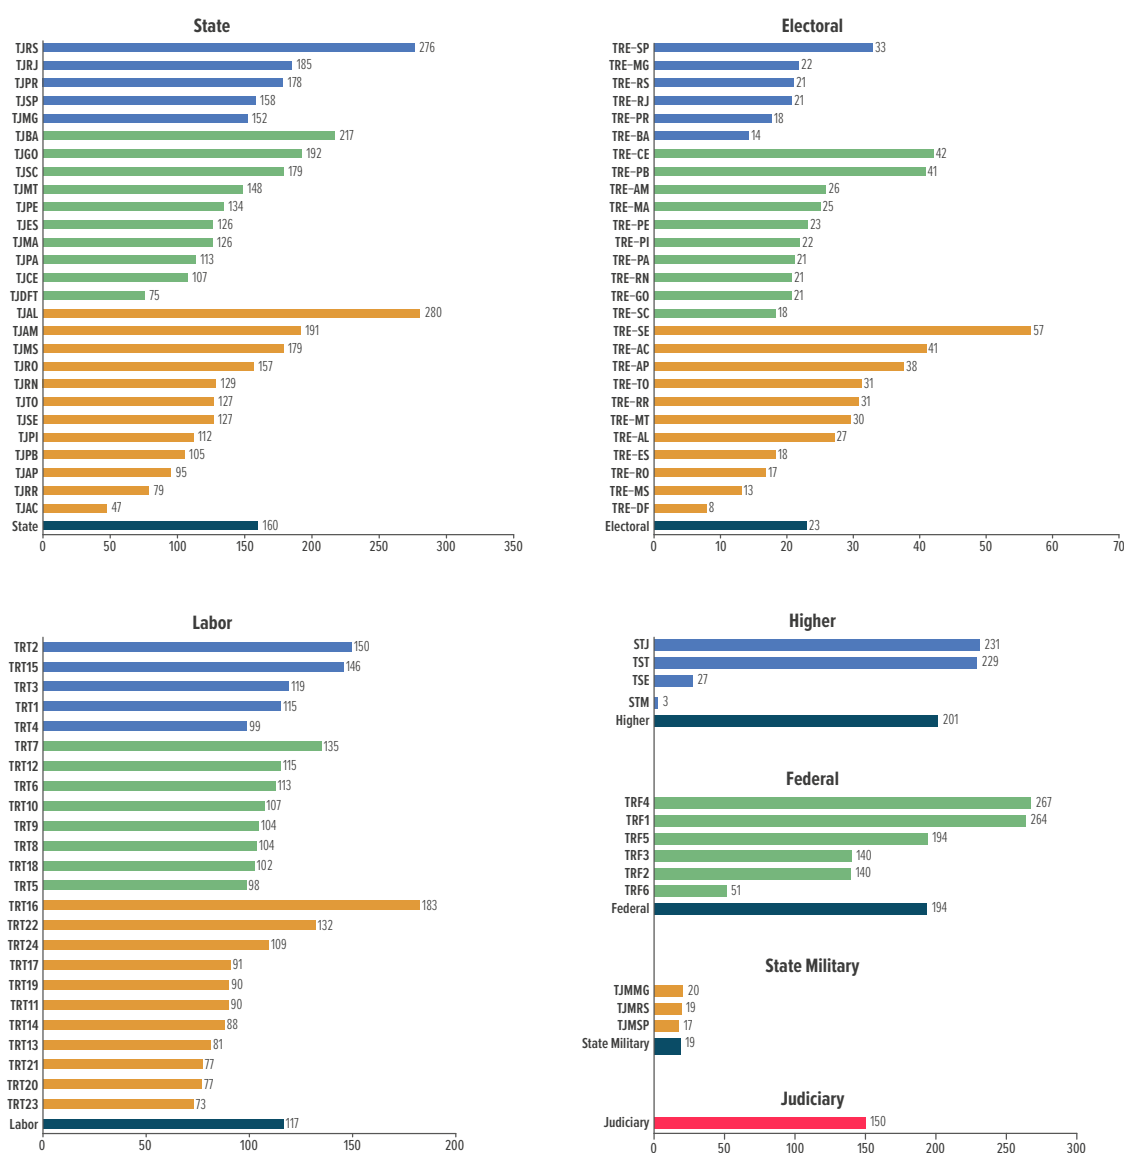 State
TJRS 276
TJRJ 185
TJPR 178
TJSP 158
TJMG 152
TJBA 217
TJGO 192
TJSC 179
TJMT 148
TJPE 134
TJES 126
TJMA 126
TJPA 113
TJCE 107
TJDFT 75
TJAL 280
TJAM 191
TJMS 179
TJRO 157
TJRN 129
TJTO 127
TJSE 127
TJPI 112
TJPB 105
TJAP 95
TJRR 79
TJAC 47
State 160
0 50 100 150 200 250 300 350
Electoral
TRE-SP 33
TRE-MG 22
TRE-RS 21
TRE-RJ 21
TRE-PR 18
TRE-BA 14
TRE-CE 42
TRE-PB 41
TRE-AM 26
TRE-MA 25
TRE-PE 23
TRE-PI 22
TRE-PA 21
TRE-RN 21
TRE-GO 21
TRE-SC 18
TRE-SE 57
TRE-AC 41
TRE-AP 38
TRE-TO 31
TRE-RR 31
TRE-MT 30
TRE-AL 27
TRE-ES 18
TRE-RO 17
TRE-MS 13
TRE-DF 8
Electoral 23
0 10 20 30 40 50 60 70
Labor
TRT2 150
TRT15 146
TRT3 119
TRT1 115
TRT4 99
TRT7 135
TRT12 115
TRT6 113
TRT10 107
TRT9 104
TRT8 104
TRT18 102
TRT5 98
TRT16 183
TRT22 132
TRT24 109
TRT17 91
TRT19 90
TRT11 90
TRT14 88
TRT13 81
TRT21 77
TRT20 77
TRT23 73
Labor 117
0 50 100 150 200
Higher
STJ 231
TST 229
TSE 27
STM 3
Higher 201
Federal
TRF4 267
TRF1 264
TRF5 194
TRF3 140
TRF2 140
TRF6 51
Federal 194
State Military
TJMMG 20
TJMRS 19
TJMSP 17
State Military 19
Judiciary
Judiciary 150
0 50 100 150 200 250 300